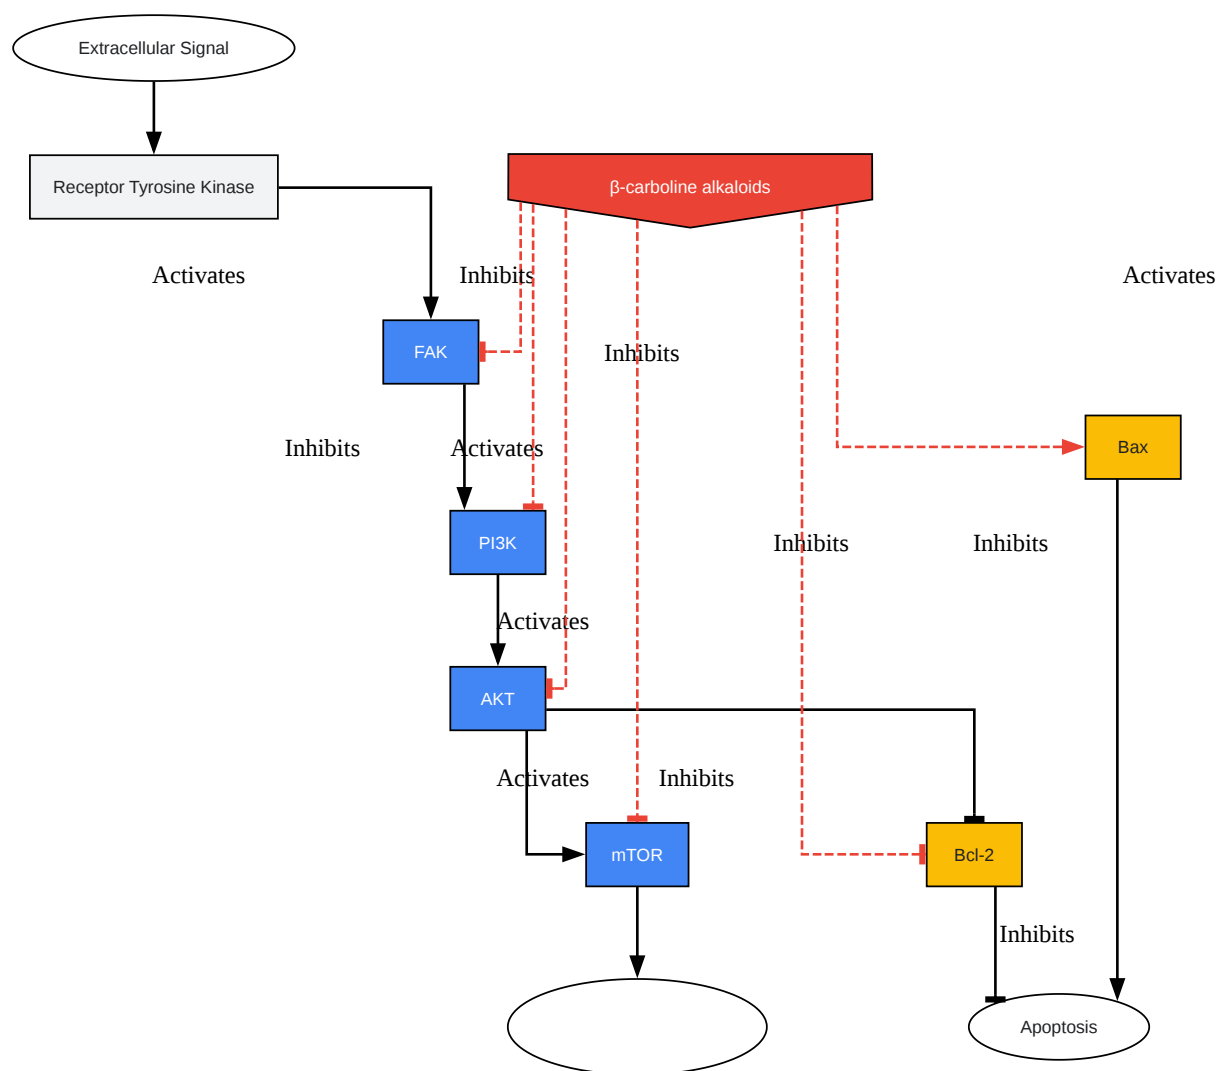 Extracellular Signal
Receptor Tyrosine Kinase
β-carboline alkaloids
Activates
Inhibits
Activates
FAK
Inhibits
Inhibits
Activates
Bax
PI3K
Inhibits
Inhibits
Activates
AKT
Activates
Inhibits
mTOR
Bcl-2
Inhibits
Apoptosis